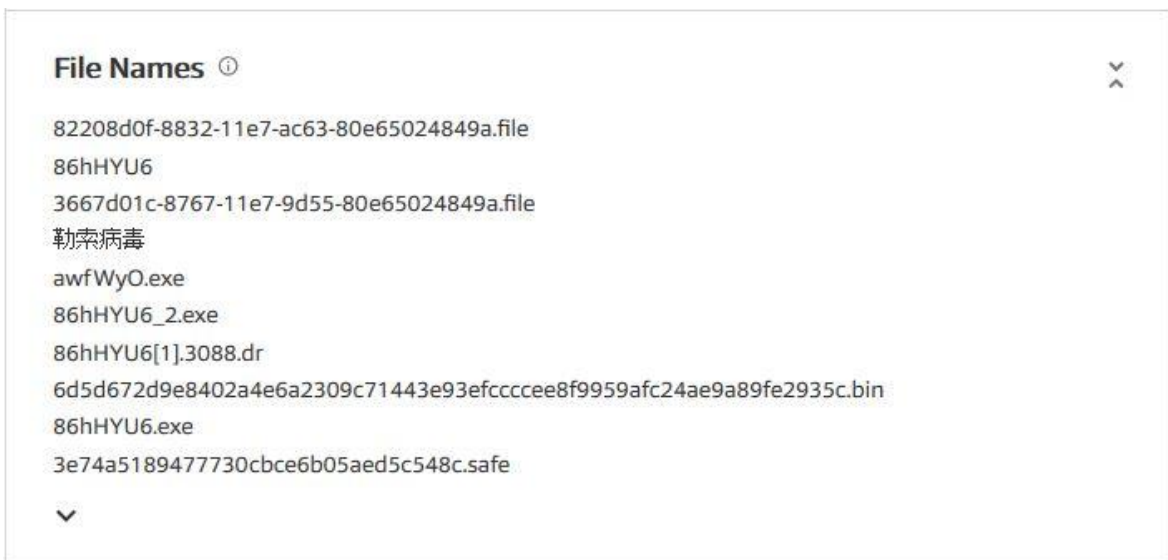 File Names
82208d0f-8832-11e7-ac63-80e65024849a.file
86hHYU6
3667d01c-8767-11e7-9d55-80e65024849a.file
勒索病毒
awfWyO.exe
86hHYU6_2.exe
86hHYU6[1].3088.dr
6d5d672d9e8402a4e6a2309c71443e93efccccee8f9959afc24ae9a89fe2935c.bin
86hHYU6.exe
3e74a5189477730cbce6b05aed5c548c.safe